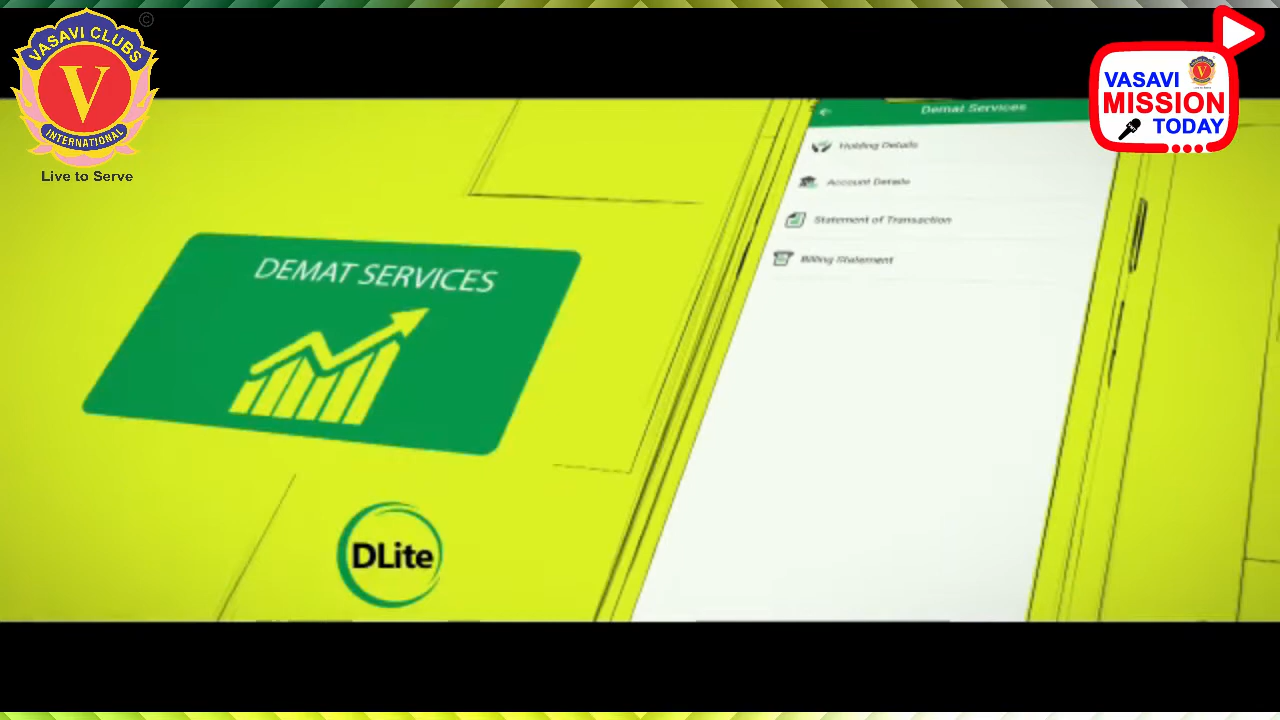 ©
VASAVI CLUBS
V
INTERNATIONAL
Live to Serve
VASAVI
MISSION
TODAY
Demat Services
Holding Details
Account Details
Statement of Transaction
Billing Statement
DEMAT SERVICES
DLite